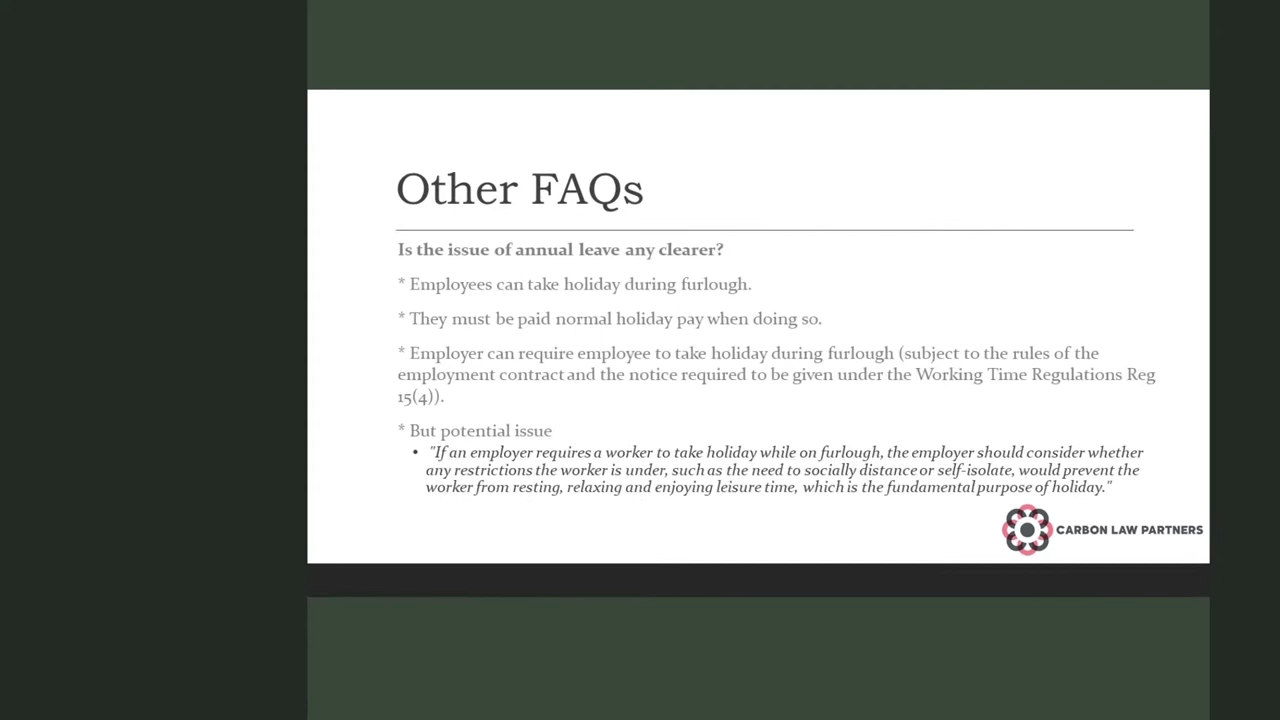 Other FAQs
Is the issue of annual leave any clearer?
* Employees can take holiday during furlough.
* They must be paid normal holiday pay when doing so.
* Employer can require employee to take holiday during furlough (subject to the rules of the
employment contract and the notice required to be given under the Working Time Regulations Reg
15(4)).
* But potential issue
• "If an employer requires a worker to take holiday while on furlough, the employer should consider whether
any restrictions the worker is under, such as the need to socially distance or self-isolate, would prevent the
worker from resting, relaxing and enjoying leisure time, which is the fundamental purpose of holiday."
CARBON LAW PARTNERS